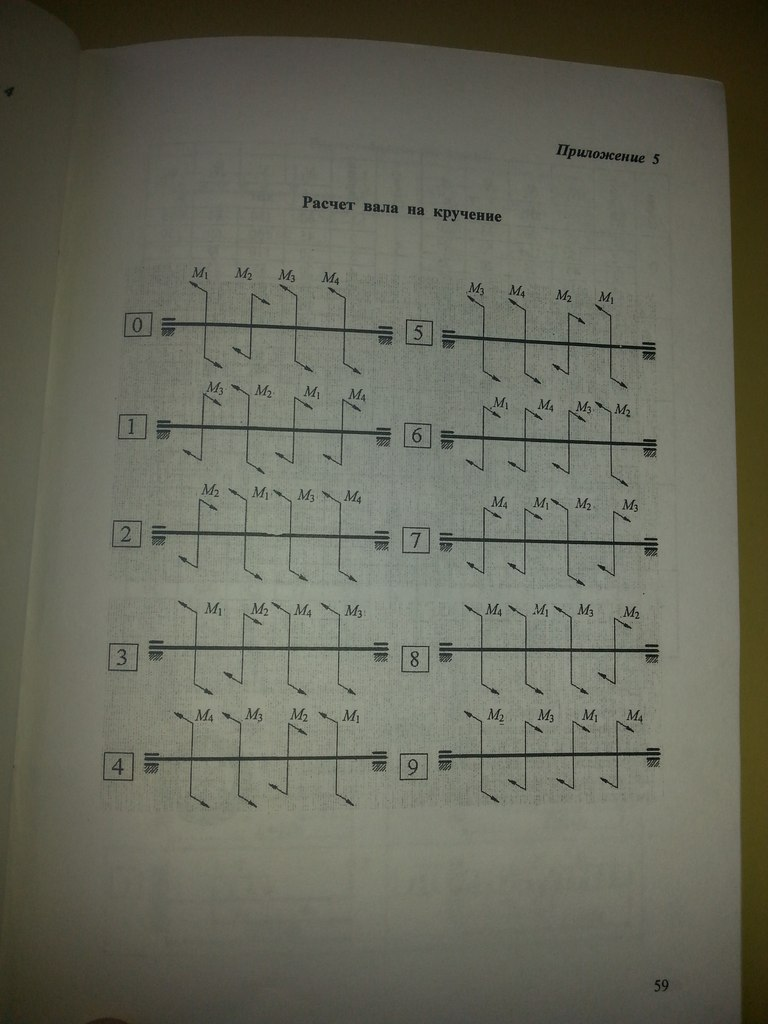 4
Приложение 5
Расчет вала на кручение
0 M₁ M₂ M₃ M₄
5 M₃ M₄ M₂ M₁
1 M₃ M₂ M₁ M₄
6 M₁ M₄ M₃ M₂
2 M₂ M₁ M₃ M₄
7 M₄ M₁ M₂ M₃
3 M₁ M₂ M₄ M₃
8 M₄ M₁ M₃ M₂
4 M₄ M₃ M₂ M₁
9 M₂ M₃ M₁ M₄
59